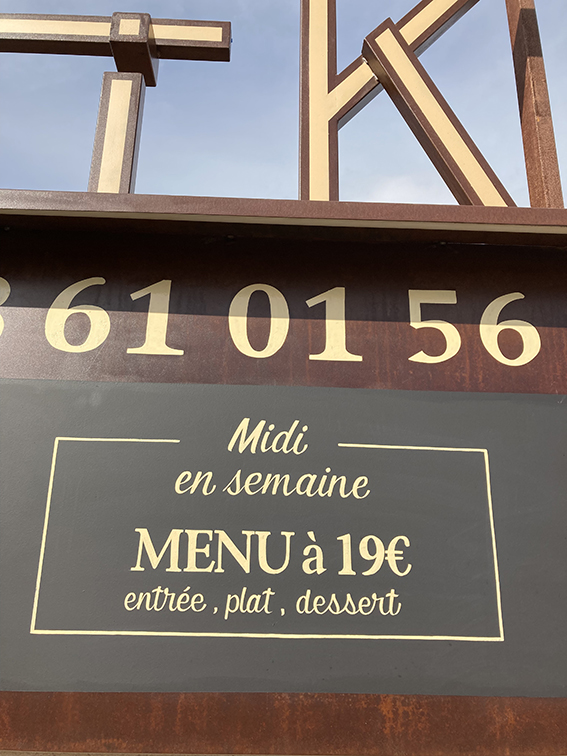 K
61 01 56
Midi
en semaine
MENU à 19€
entrée, plat, dessert